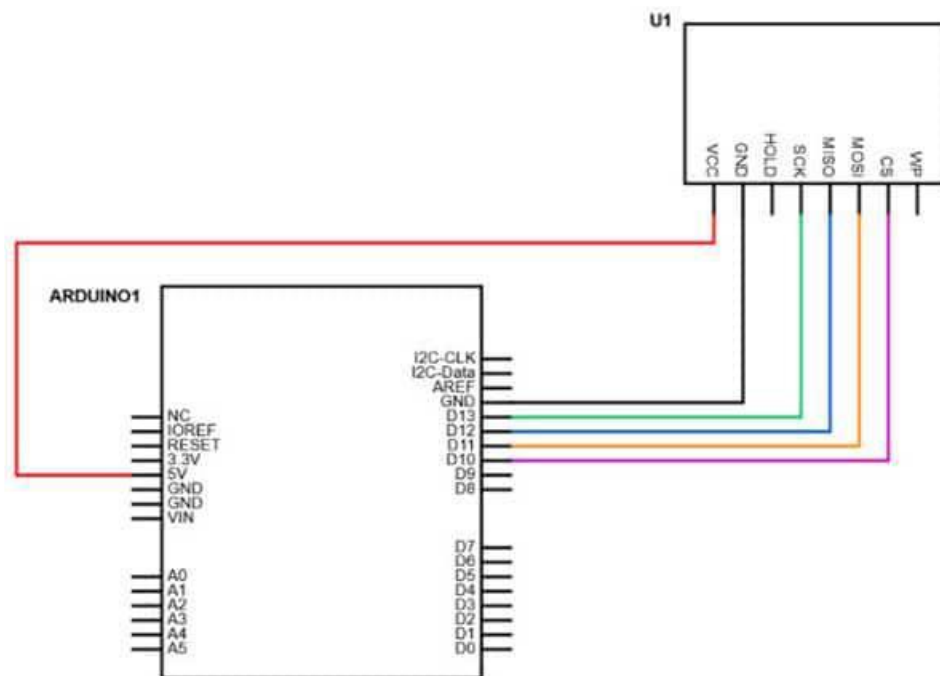 U1
VCC
GND
HOLD
SCK
MISO
MOSI
CS
WP
ARDUINO1
I2C-CLK
I2C-Data
AREF
GND
D13
D12
D11
D10
D9
D8
D7
D6
D5
D4
D3
D2
D1
D0
NC
IOREF
RESET
3.3V
5V
GND
GND
VIN
A0
A1
A2
A3
A4
A5